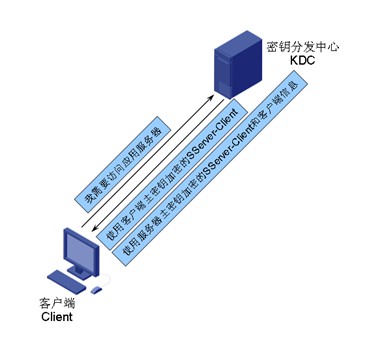 密钥分发中心
KDC
我需要访问应用服务器
使用客户端主密钥加密的SServer-Client
使用服务器主密钥加密的SServer-Client和客户端信息
客户端
Client